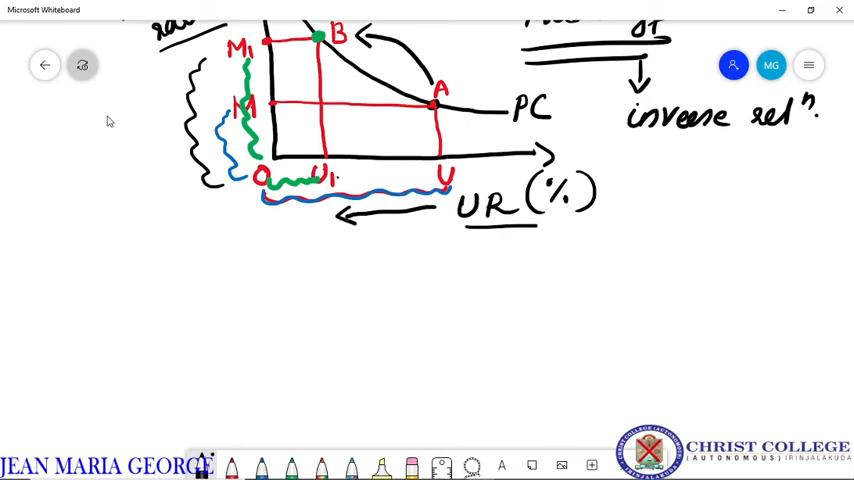 Microsoft Whiteboard
M1 B
A
M PC inverse relⁿ.
O U1 U
UR (%)
MG
A
JEAN MARIA GEORGE
CHRIST COLLEGE
(AUTONOMOUS) IRINJALAKUDA